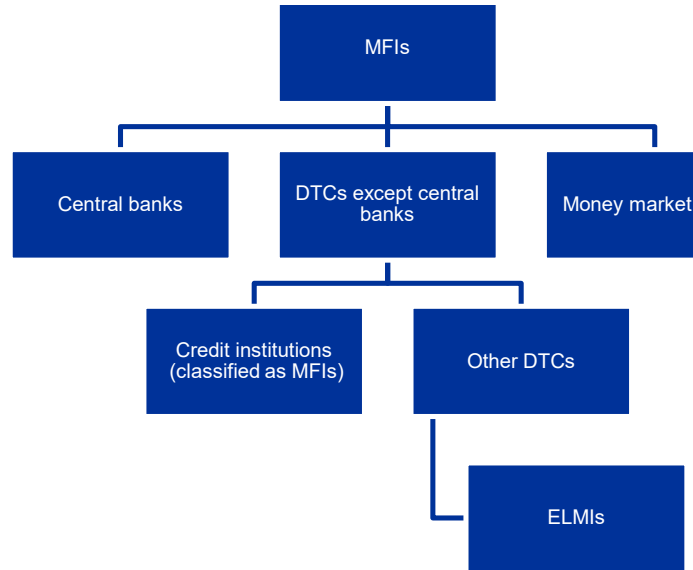 MFIs
Central banks
DTCs except central
banks
Money market
Credit institutions
(classified as MFIs)
Other DTCs
ELMIs